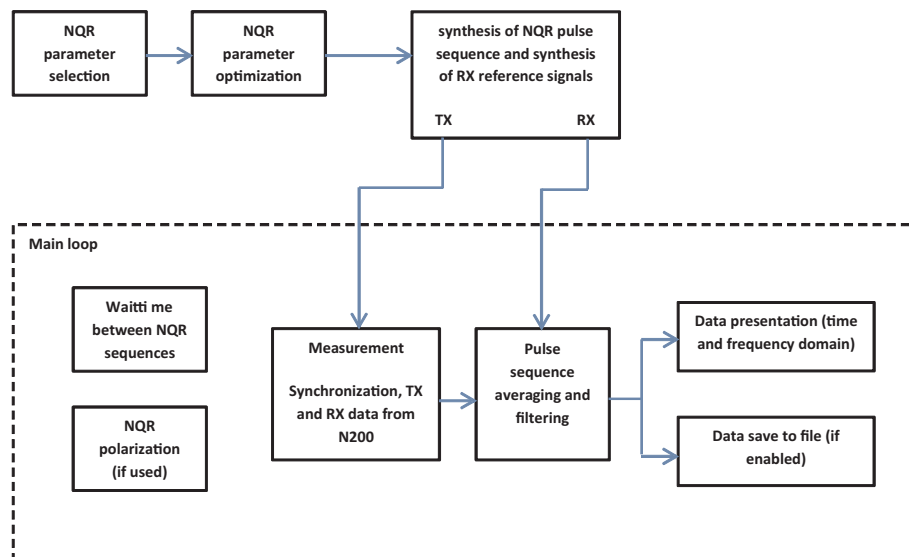 NQR
parameter
selection
NQR
parameter
optimization
synthesis of NQR pulse
sequence and synthesis
of RX reference signals
TX
RX
Main loop
Waitti me
between NQR
sequences
NQR
polarization
(if used)
Measurement
Synchronization, TX
and RX data from
N200
Pulse
sequence
averaging and
filtering
Data presentation (time
and frequency domain)
Data save to file (if
enabled)